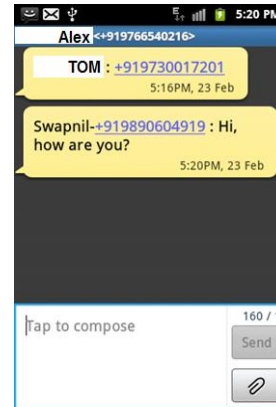 5:20 PM
Alex <+919766540216>
TOM : +919730017201
5:16PM, 23 Feb
Swapnil-+919890604919 : Hi,
how are you?
5:20PM, 23 Feb
160 /
Tap to compose
Send